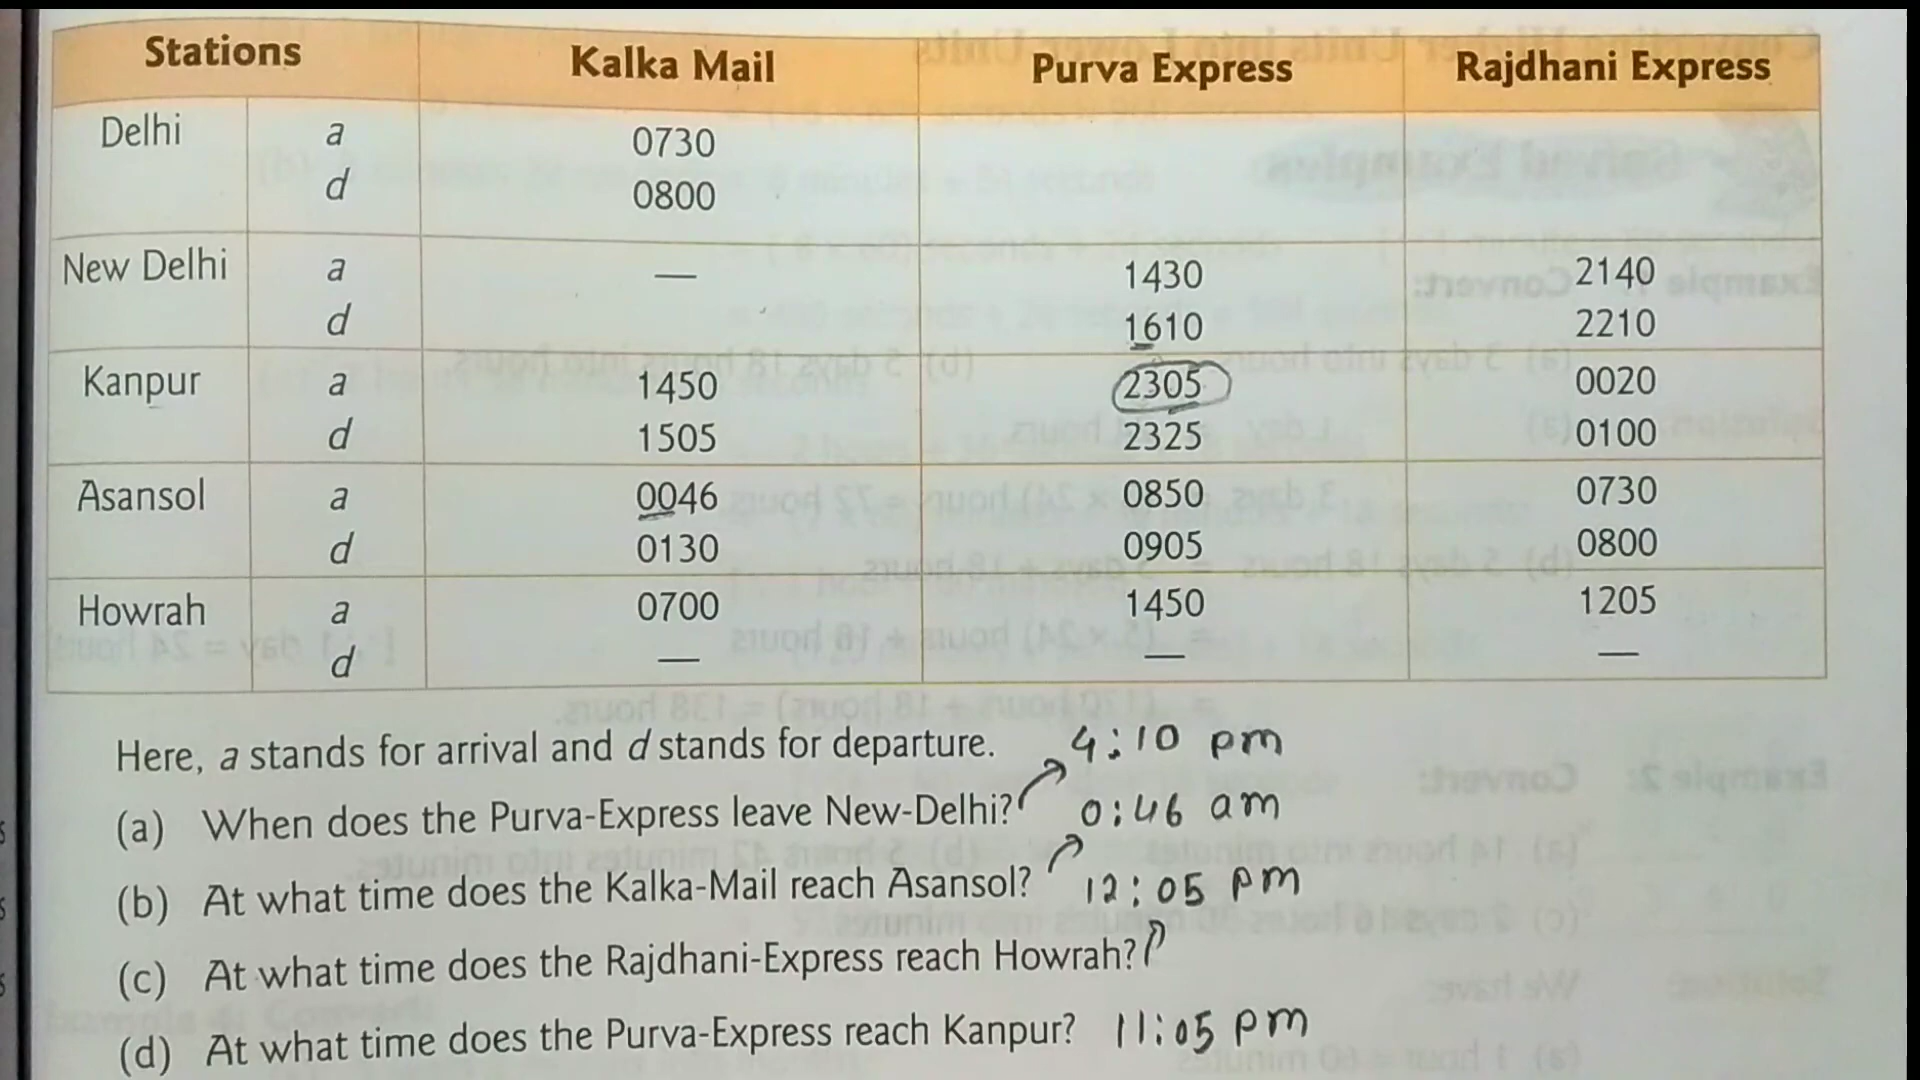 Stations Kalka Mail Purva Express Rajdhani Express
Delhi a 0730
d 0800
New Delhi a — 1430 2140
d 1610 2210
Kanpur a 1450 2305 0020
d 1505 2325 0100
Asansol a 0046 0850 0730
d 0130 0905 0800
Howrah a 0700 1450 1205
d — — —
Here, a stands for arrival and d stands for departure. 4:10 pm
(a) When does the Purva-Express leave New-Delhi? 0:46 am
(b) At what time does the Kalka-Mail reach Asansol? 12:05 pm
(c) At what time does the Rajdhani-Express reach Howrah?
(d) At what time does the Purva-Express reach Kanpur? 11:05 pm